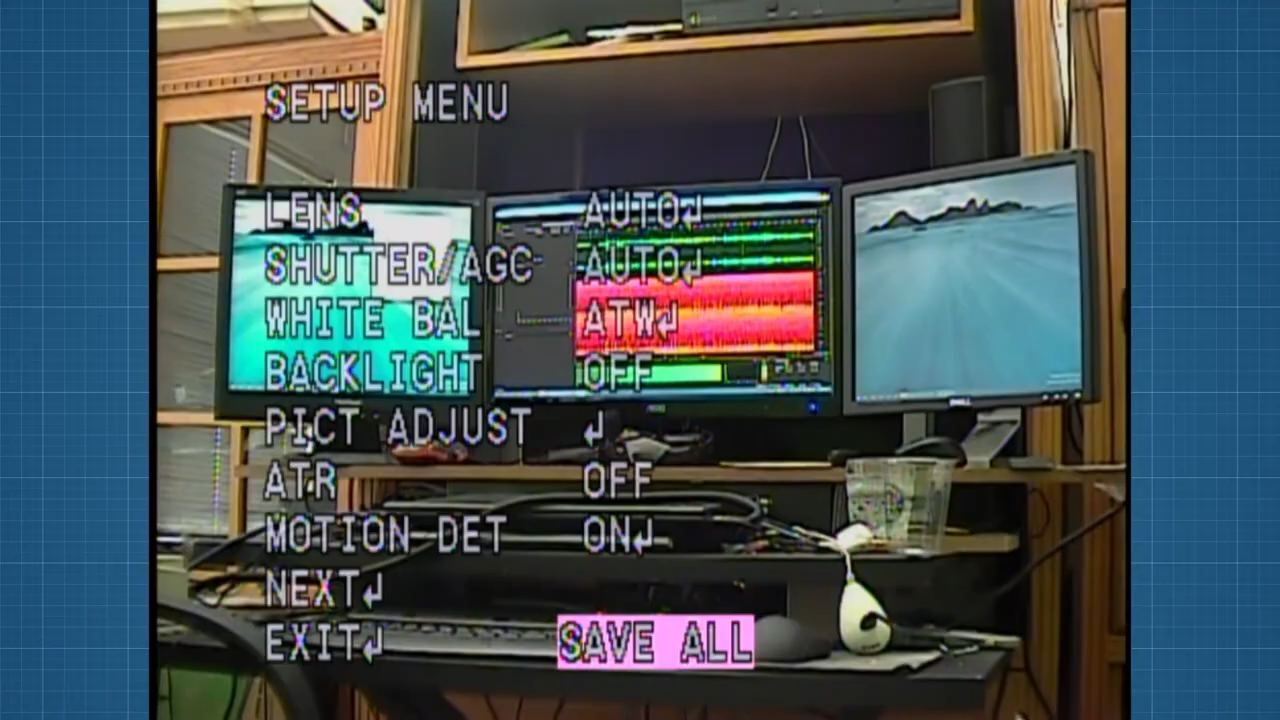 SETUP MENU
LENS AUTO↵
SHUTTER/AGC AUTO↵
WHITE BAL ATW↵
BACKLIGHT OFF
PICT ADJUST ↵
ATR OFF
MOTION DET ON↵
NEXT↵
EXIT↵ SAVE ALL
DELL